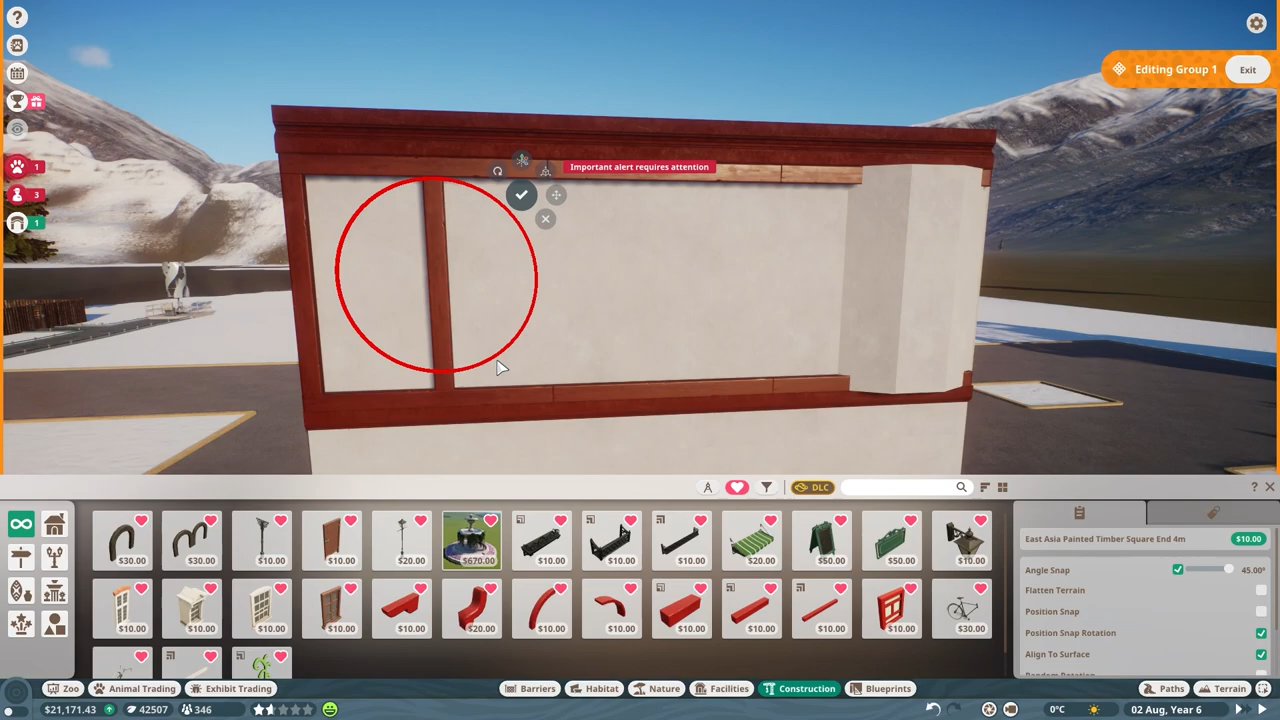 ?
Editing Group 1
Exit
Important alert requires attention
1
3
1
DLC
?
$30.00
$30.00
$10.00
$10.00
$20.00
$670.00
$10.00
$10.00
$10.00
$20.00
$50.00
$50.00
$10.00
$10.00
$10.00
$10.00
$10.00
$10.00
$20.00
$10.00
$10.00
$10.00
$10.00
$10.00
$10.00
$30.00
East Asia Painted Timber Square End 4m
$10.00
Angle Snap
45.00°
Flatten Terrain
Position Snap
Position Snap Rotation
Align To Surface
Zoo
Animal Trading
Exhibit Trading
Barriers
Habitat
Nature
Facilities
Construction
Blueprints
Paths
Terrain
$21,171.43
42507
346
0°C
02 Aug, Year 6